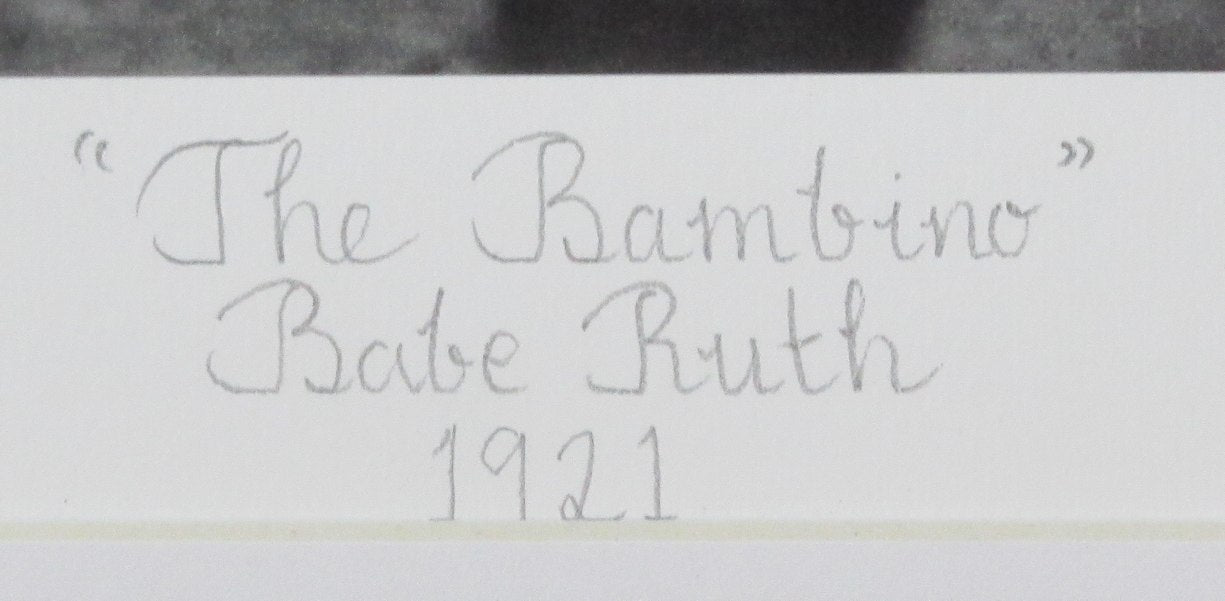 “The Bambino”
Babe Ruth
1921